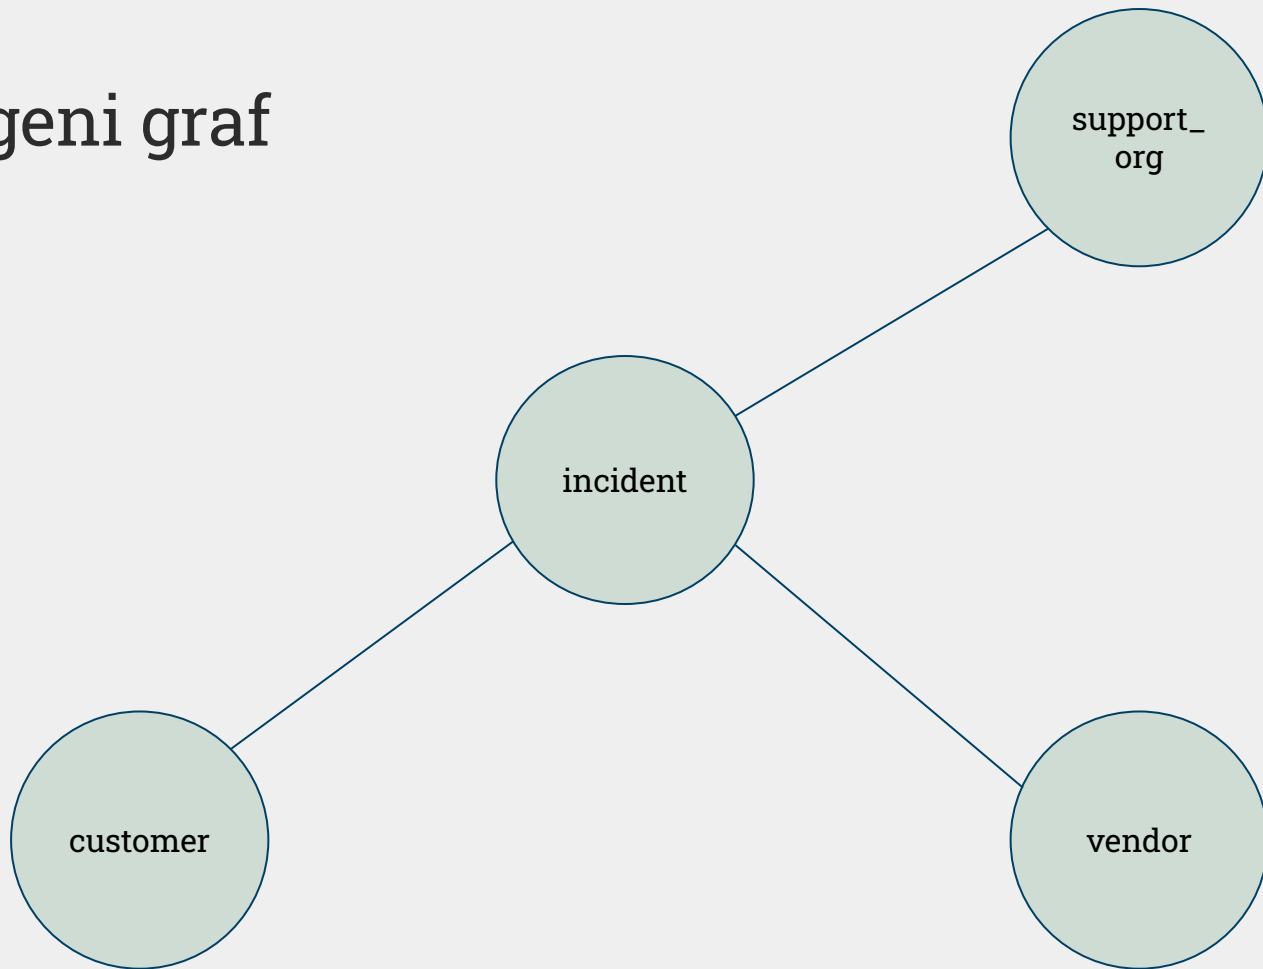 geni graf
support_
org
incident
customer
vendor